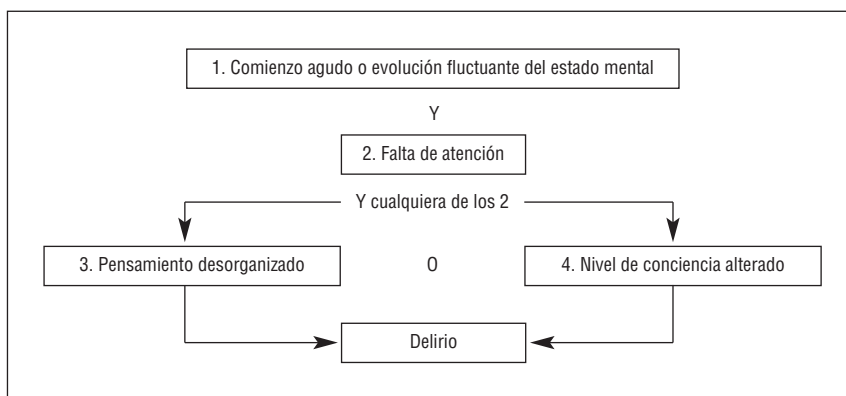 1. Comienzo agudo o evolución fluctuante del estado mental
Y
2. Falta de atención
Y cualquiera de los 2
3. Pensamiento desorganizado
O
4. Nivel de conciencia alterado
Delirio